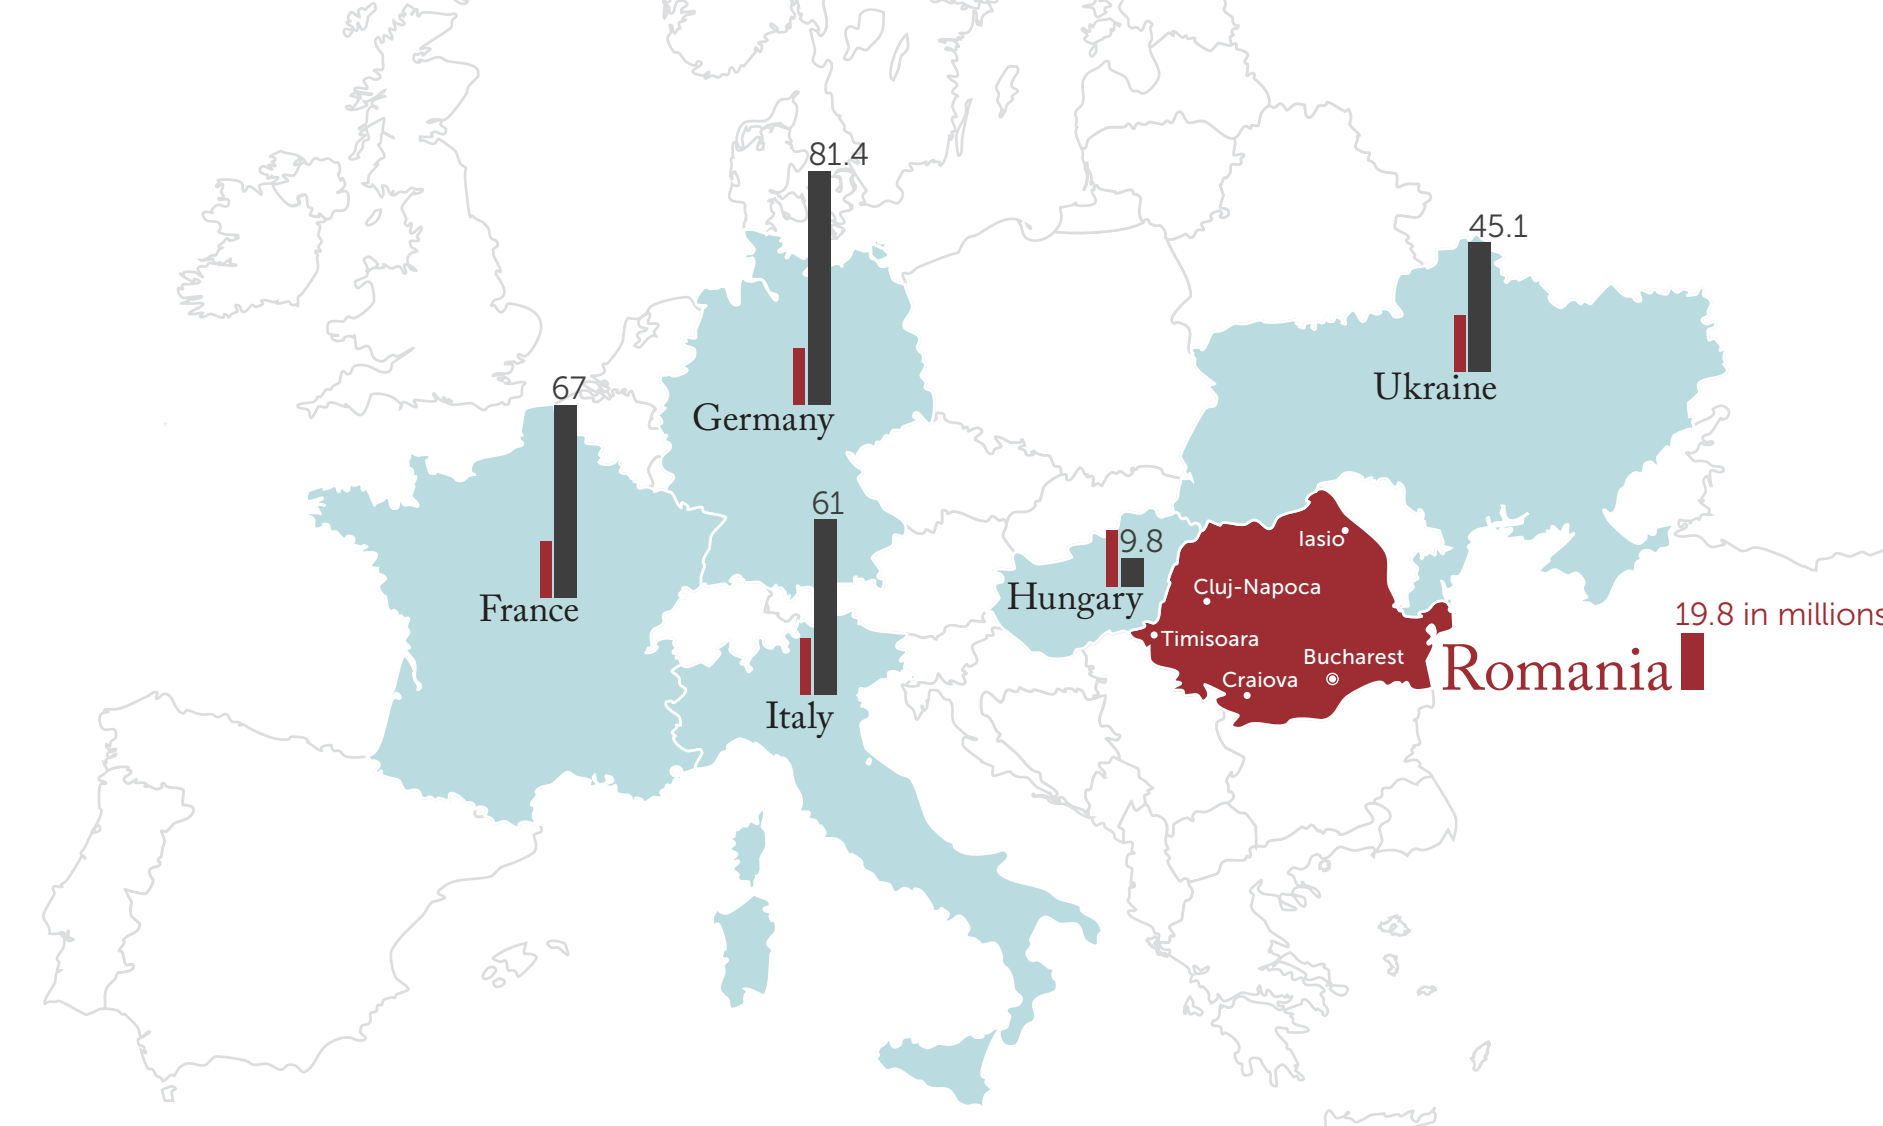 81.4
Germany
45.1
Ukraine
67
France
61
Italy
9.8
Hungary
Iasio
Cluj-Napoca
Timisoara
Bucharest
Craiova
19.8 in millions
Romania